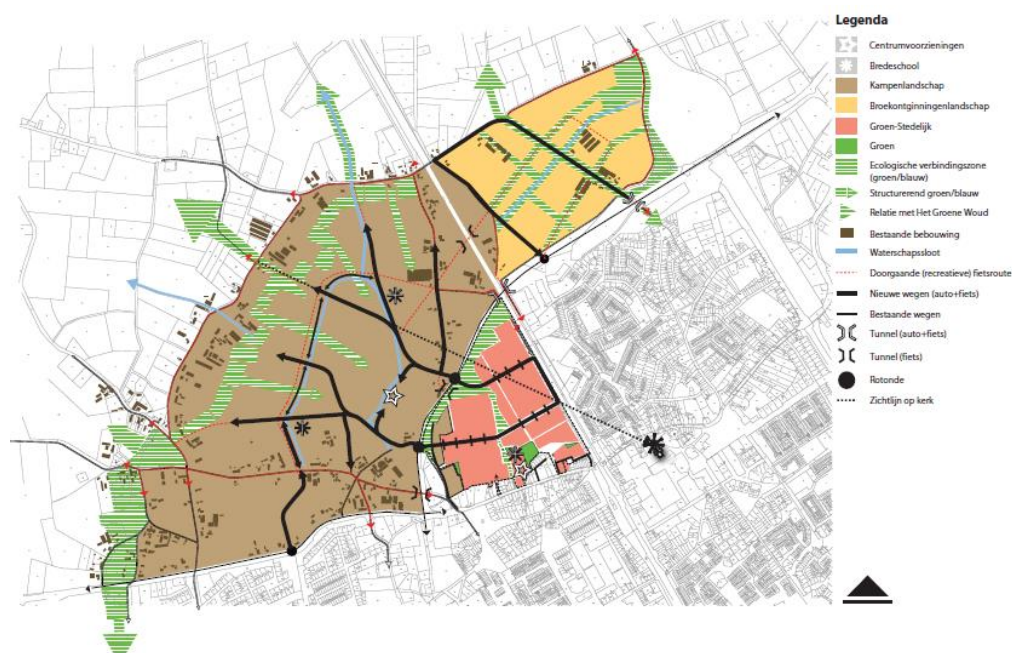 Legenda
Centrumvoorzieningen
Bredeschool
Kampenlandschap
Broekontginningenlandschap
Groen-Stedelijk
Groen
Ecologische verbindingszone
(groen/blauw)
Structurerend groen/blauw
Relatie met Het Groene Woud
Bestaande bebouwing
Waterschapssloot
Doorgaande (recreatieve) fietsroute
Nieuwe wegen (auto+fiets)
Bestaande wegen
Tunnel (auto+fiets)
Tunnel (fiets)
Rotonde
Zichtlijn op kerk